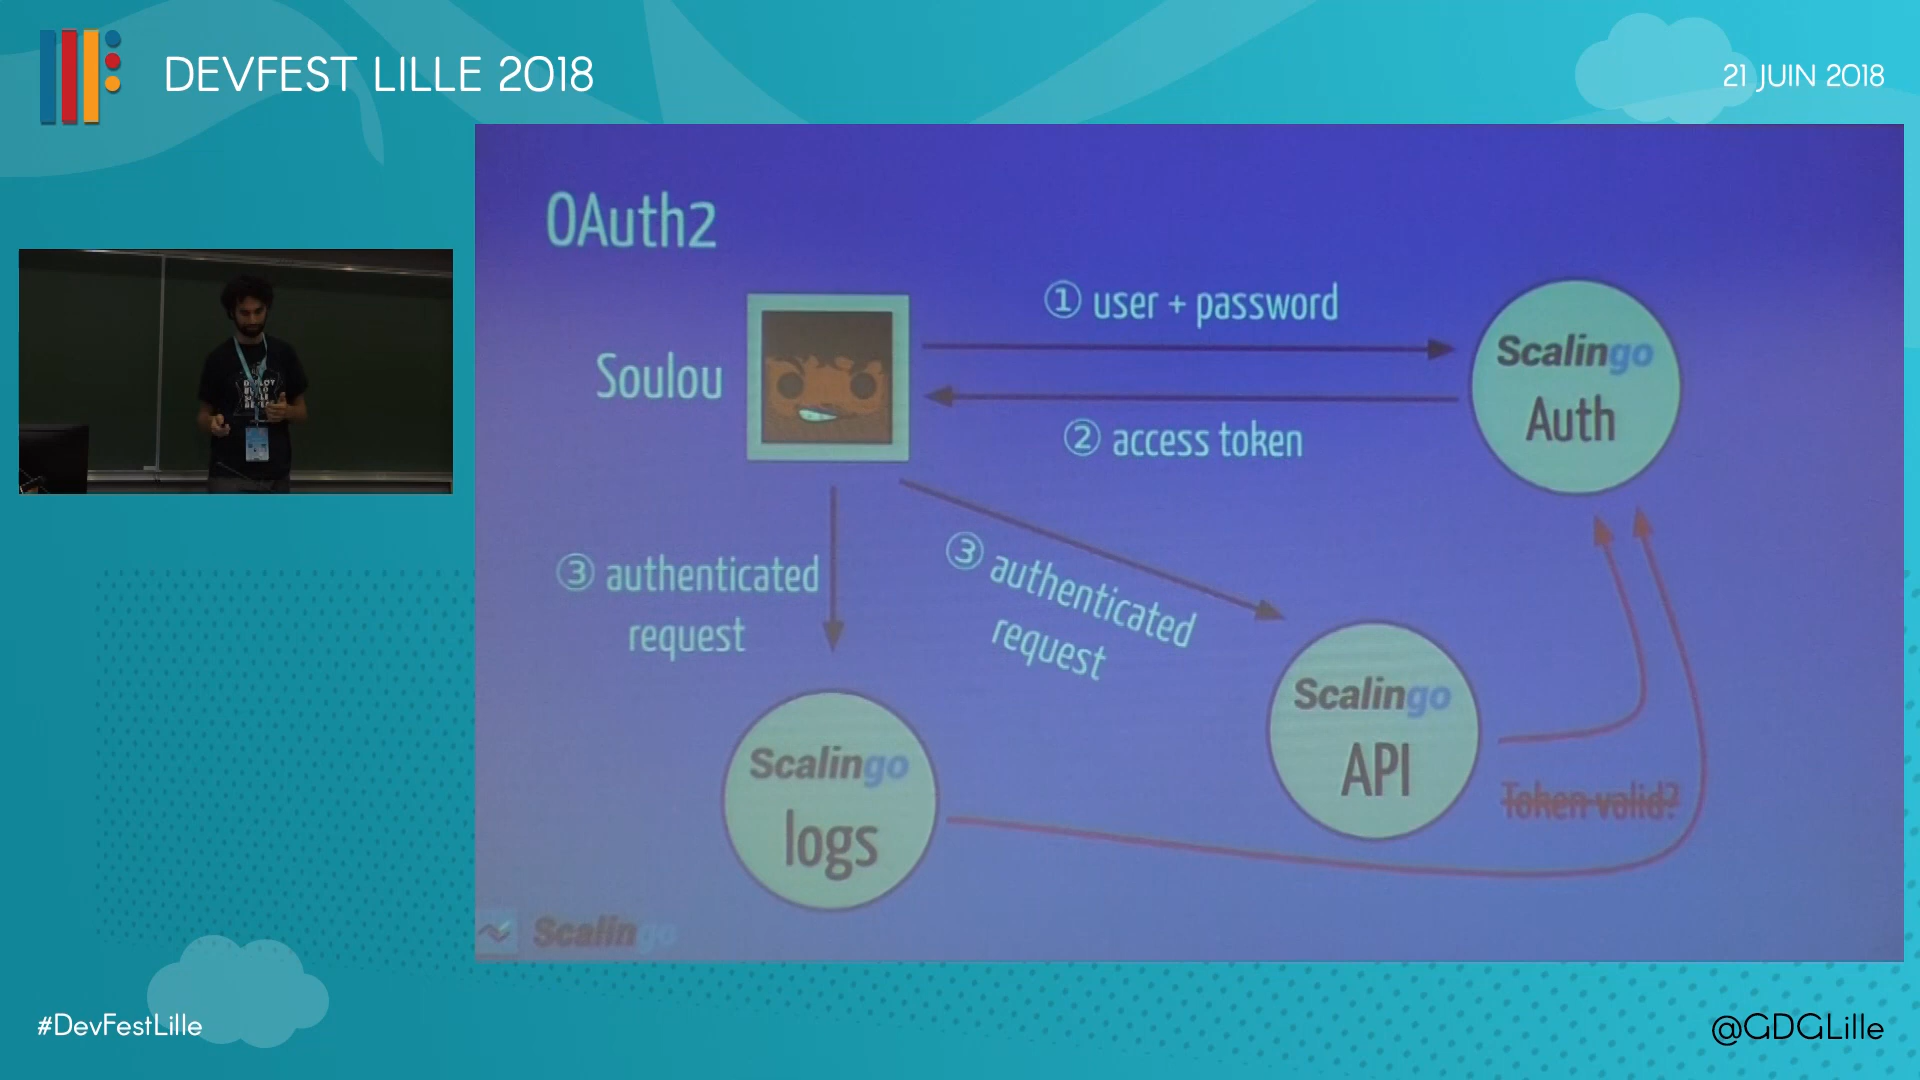 DEVFEST LILLE 2018
21 JUIN 2018
OAuth2
① user + password
Soulou
Scalingo
Auth
② access token
③ authenticated
request
③ authenticated
request
Scalingo
API
Scalingo
logs
Token valid?
Scalingo
#DevFestLille
@GDGLille